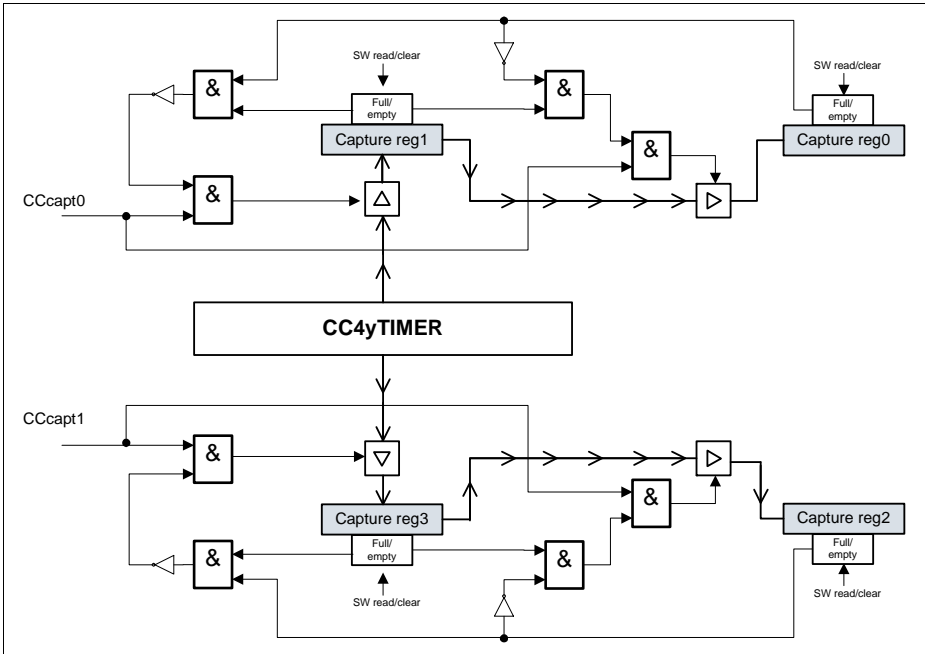 SW read/clear
SW read/clear
&
&
Full/
empty
Full/
empty
Capture reg1
Capture reg0
&
&
CCcapt0
CC4yTIMER
CCcapt1
&
&
Capture reg3
Capture reg2
Full/
empty
Full/
empty
&
&
SW read/clear
SW read/clear